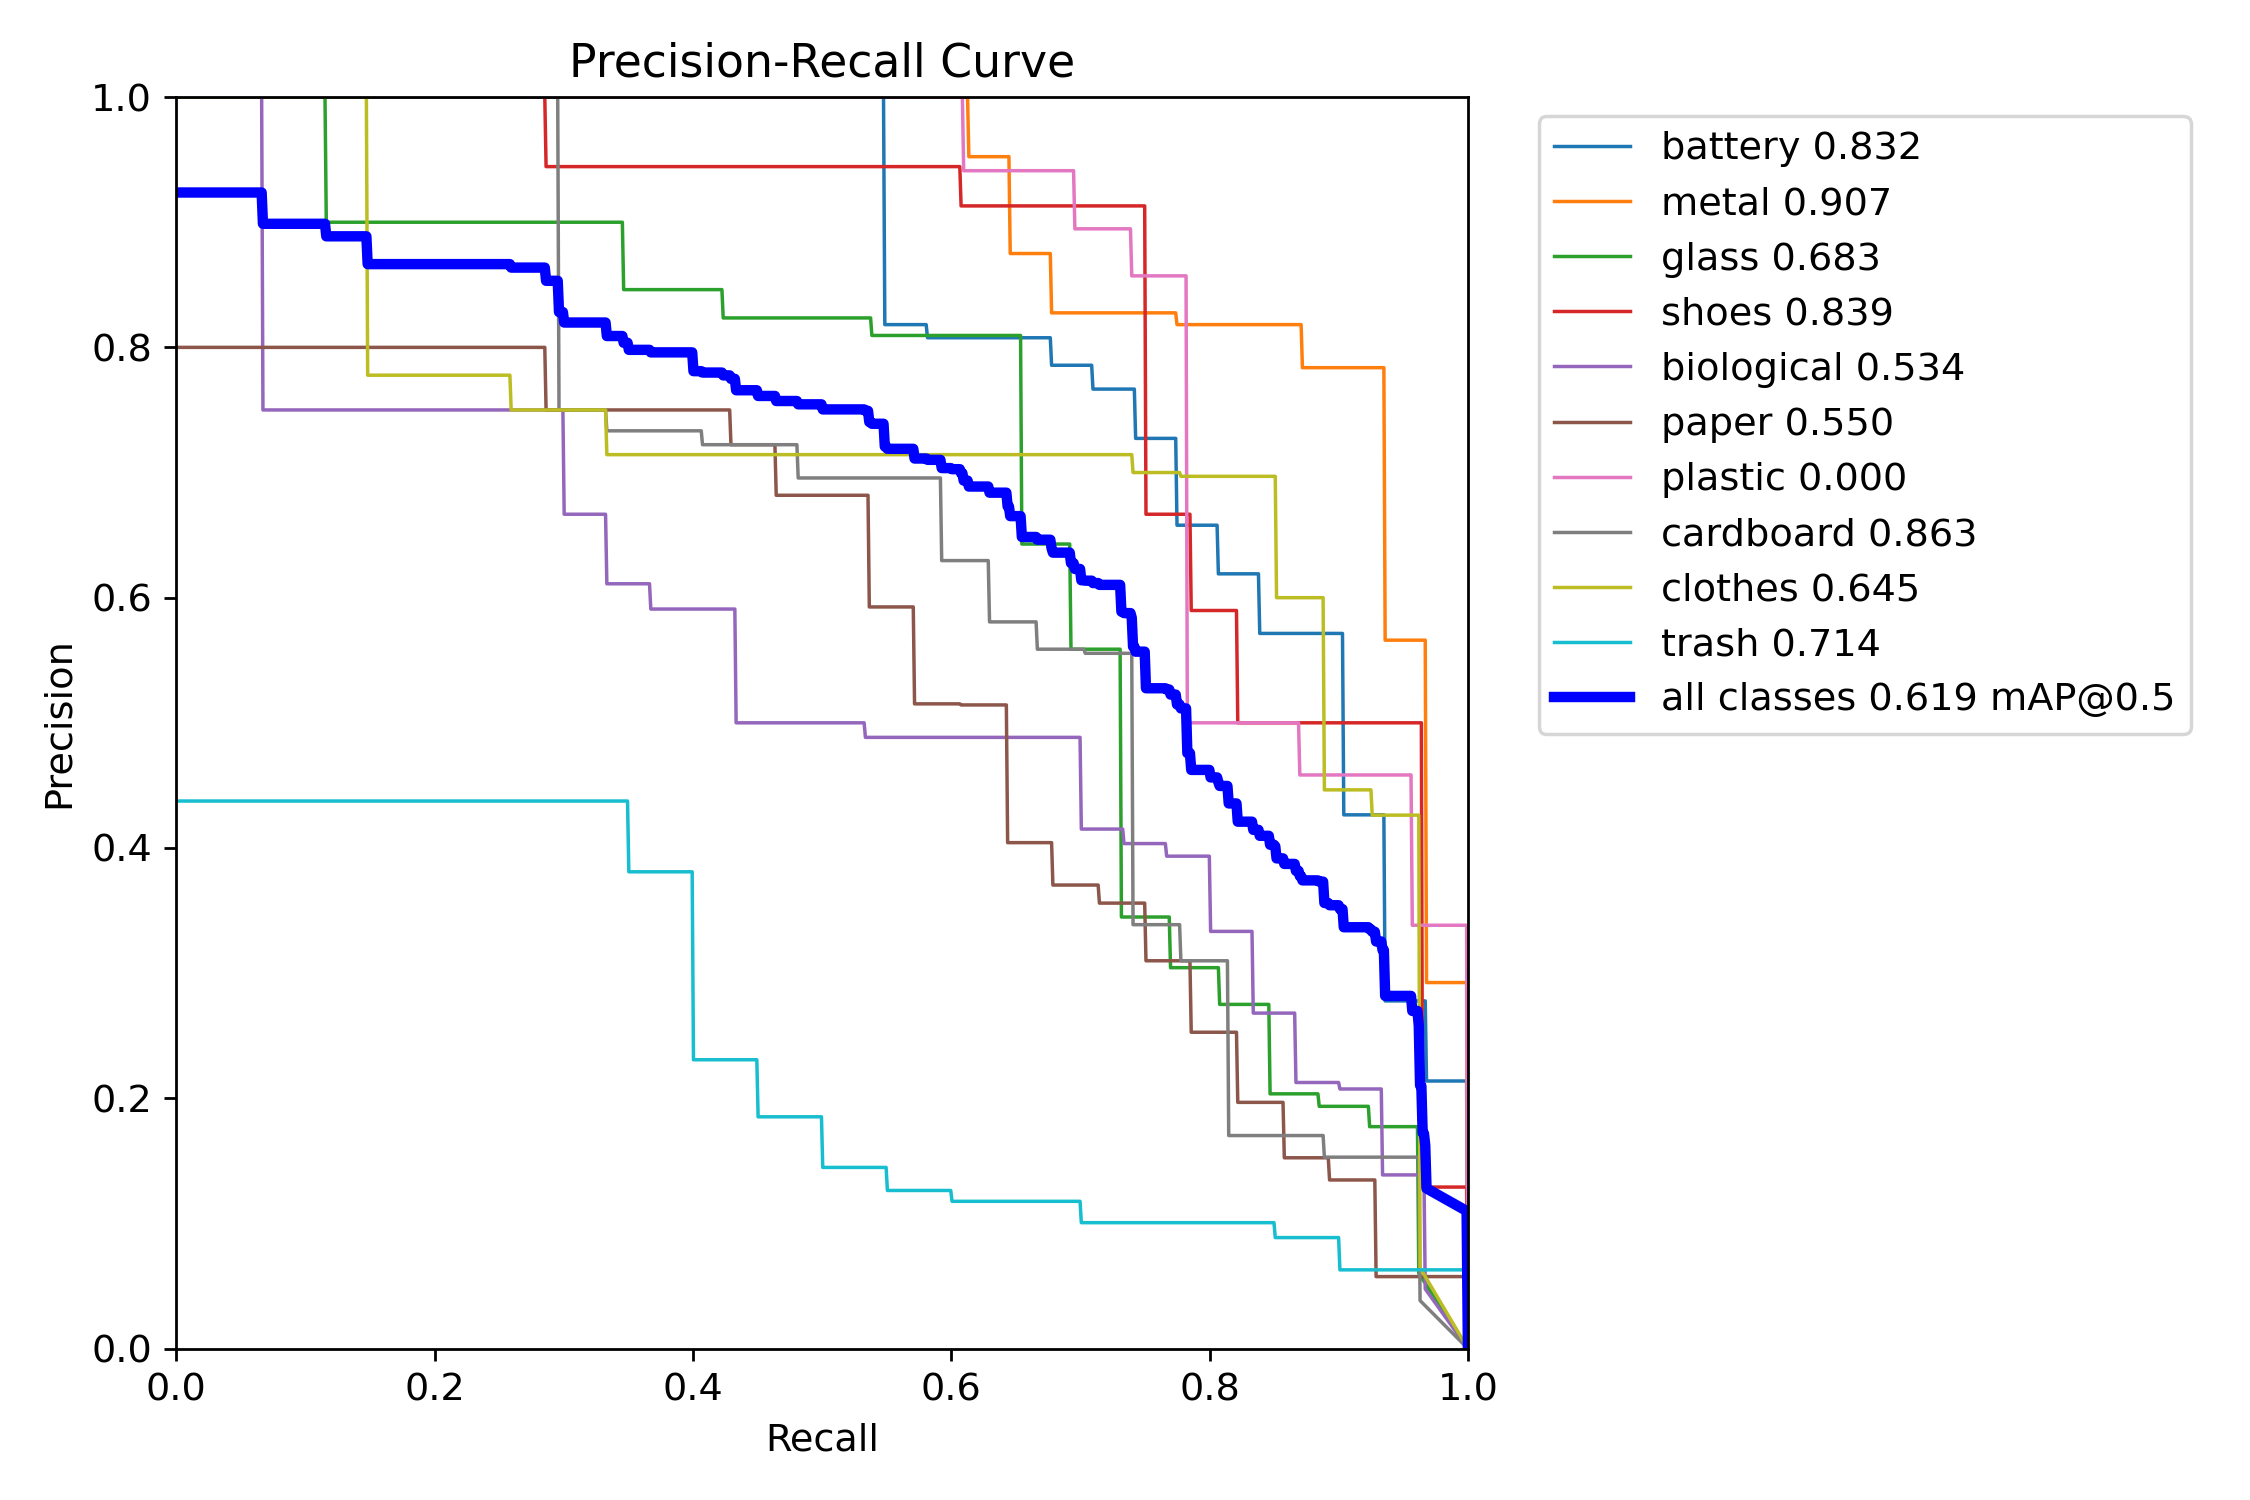 Precision-Recall Curve
1.0
0.8
0.6
0.4
0.2
0.0
Precision
0.0 0.2 0.4 0.6 0.8 1.0
Recall
battery 0.832
metal 0.907
glass 0.683
shoes 0.839
biological 0.534
paper 0.550
plastic 0.000
cardboard 0.863
clothes 0.645
trash 0.714
all classes 0.619 mAP@0.5